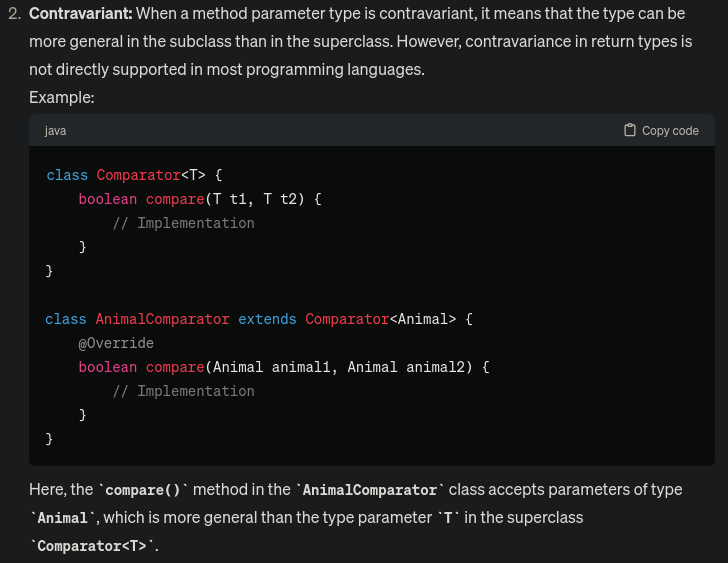 2. Contravariant: When a method parameter type is contravariant, it means that the type can be
more general in the subclass than in the superclass. However, contravariance in return types is
not directly supported in most programming languages.
Example:
java Copy code
class Comparator<T> {
    boolean compare(T t1, T t2) {
        // Implementation
    }
}

class AnimalComparator extends Comparator<Animal> {
    @Override
    boolean compare(Animal animal1, Animal animal2) {
        // Implementation
    }
}
Here, the `compare()` method in the `AnimalComparator` class accepts parameters of type
`Animal`, which is more general than the type parameter `T` in the superclass
`Comparator<T>`.